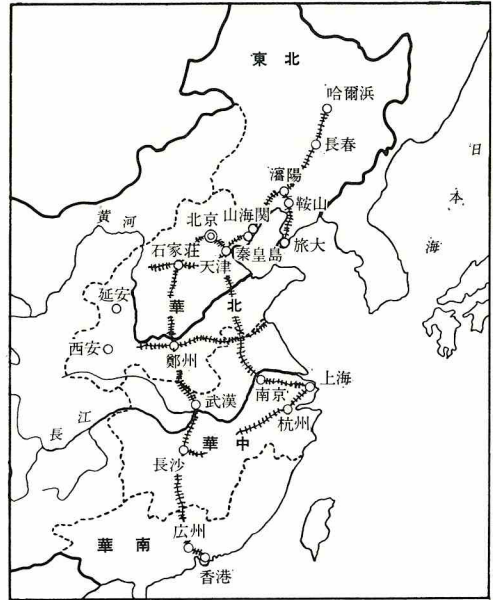 東北
哈爾浜
長春
瀋陽
鞍山
旅大
日本海
黄河
北京
山海関
秦皇島
天津
石家荘
延安
華北
西安
鄭州
南京
上海
杭州
武漢
長江
華中
長沙
広州
華南
香港